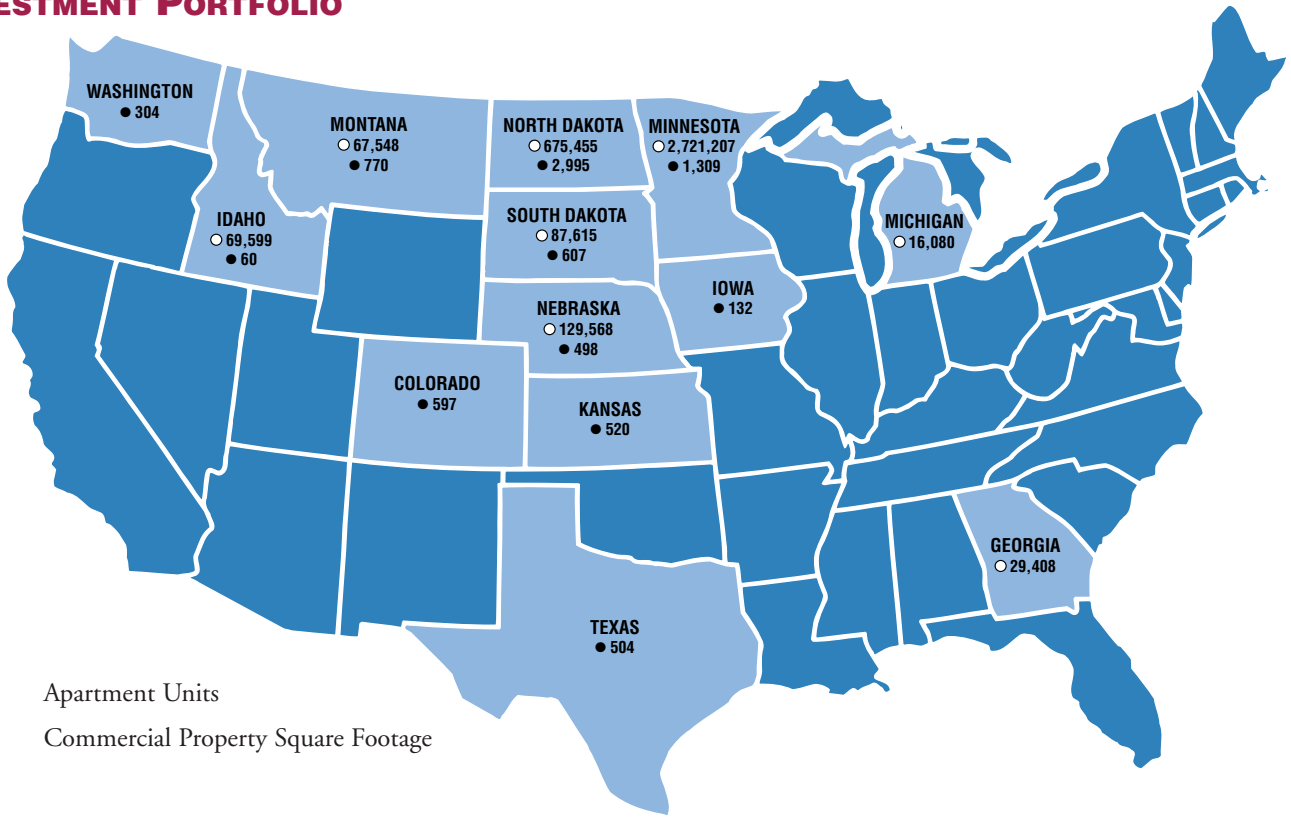 ESTMENT PORTFOLIO
WASHINGTON
● 304
MONTANA
○ 67,548
● 770
NORTH DAKOTA
○ 675,455
● 2,995
MINNESOTA
○ 2,721,207
● 1,309
IDAHO
○ 69,599
● 60
SOUTH DAKOTA
○ 87,615
● 607
MICHIGAN
○ 16,080
IOWA
● 132
NEBRASKA
○ 129,568
● 498
COLORADO
● 597
KANSAS
● 520
GEORGIA
○ 29,408
TEXAS
● 504
Apartment Units
Commercial Property Square Footage